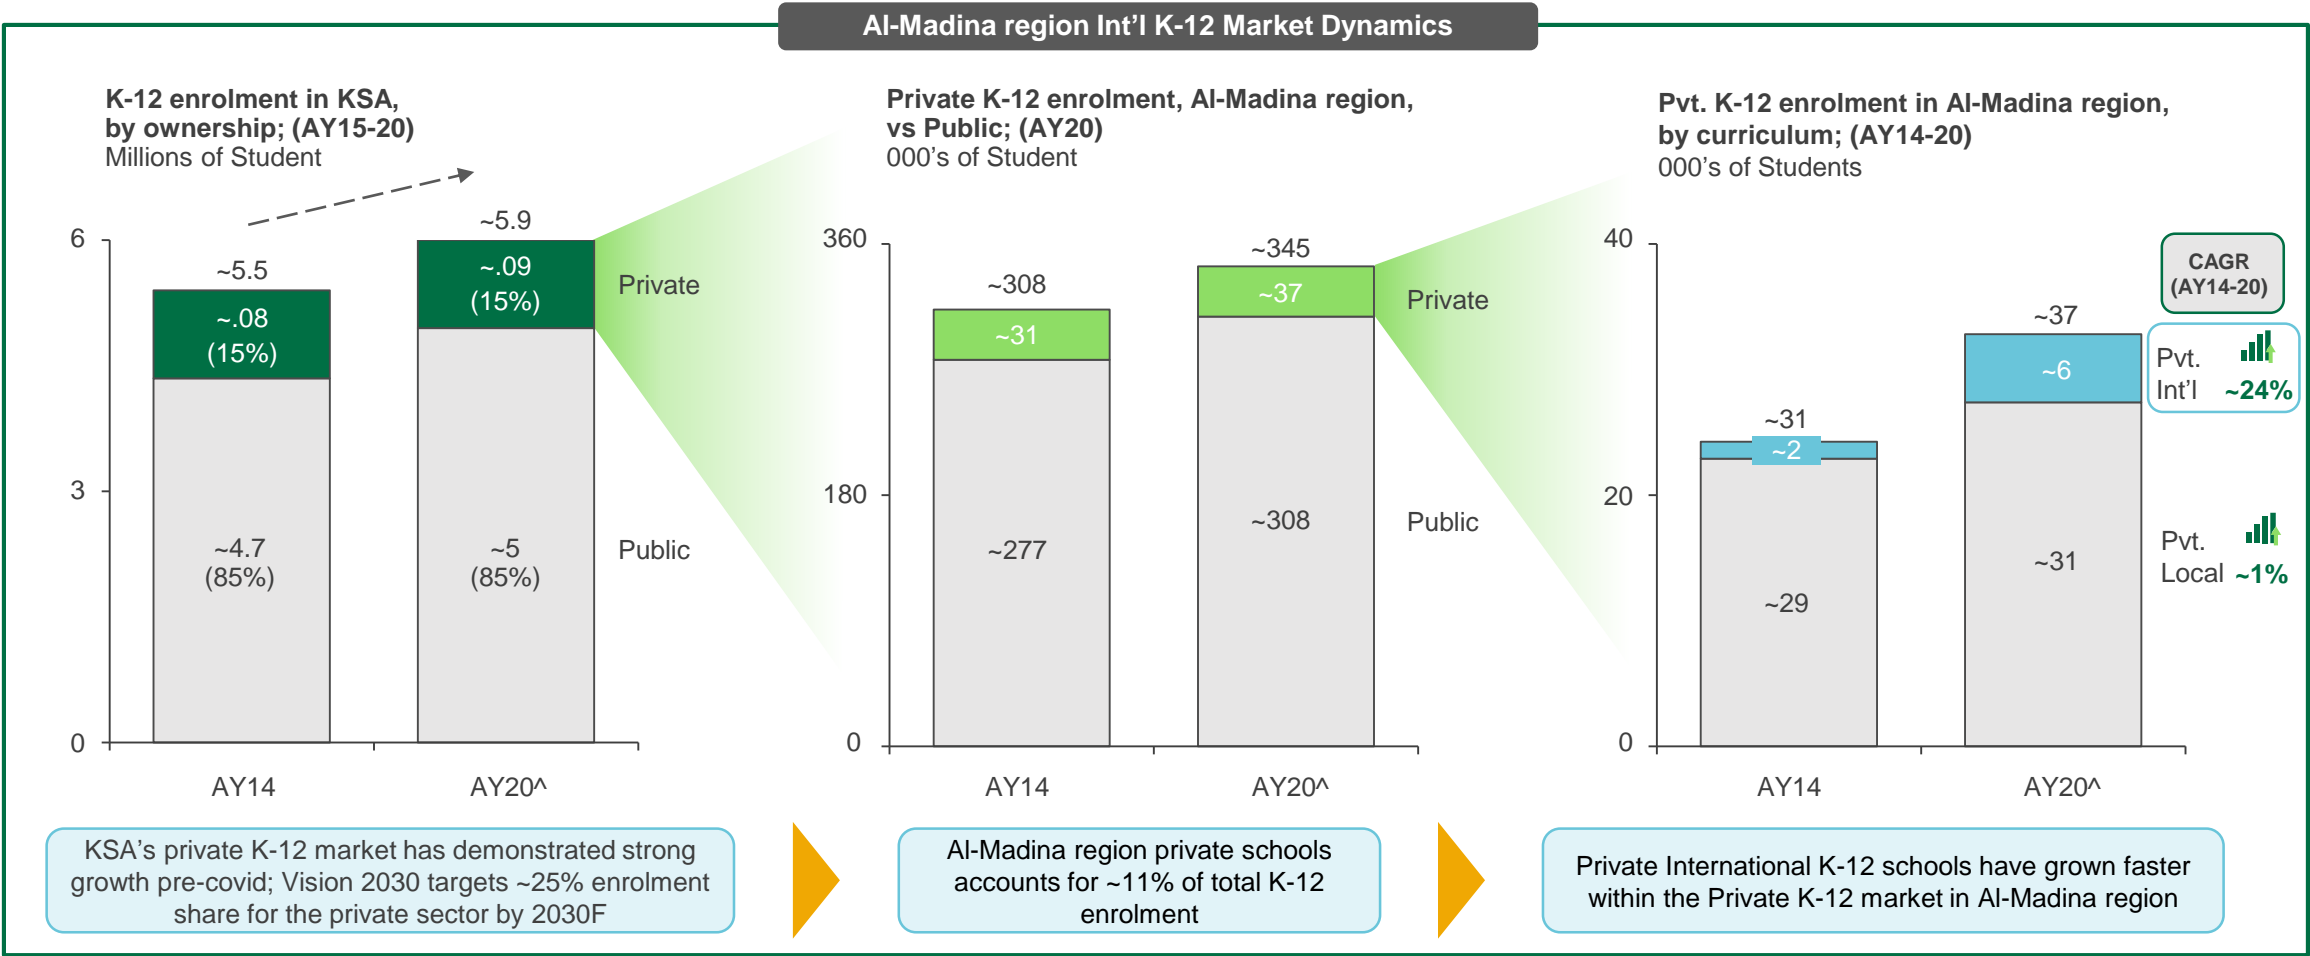 Al-Madina region Int’l K-12 Market Dynamics
K-12 enrolment in KSA,
by ownership; (AY15-20)
Millions of Student
6
3
0
~5.5
~.08
(15%)
~4.7
(85%)
~5.9
~.09
(15%)
~5
(85%)
Private
Public
AY14
AY20^
KSA’s private K-12 market has demonstrated strong
growth pre-covid; Vision 2030 targets ~25% enrolment
share for the private sector by 2030F
Private K-12 enrolment, Al-Madina region,
vs Public; (AY20)
000’s of Student
360
180
0
~308
~31
~277
~345
~37
~308
Private
Public
AY14
AY20^
Al-Madina region private schools
accounts for ~11% of total K-12
enrolment
Pvt. K-12 enrolment in Al-Madina region,
by curriculum; (AY14-20)
000’s of Students
40
20
0
~31
~2
~29
~37
~6
~31
CAGR
(AY14-20)
Pvt.
Int’l ~24%
Pvt.
Local ~1%
AY14
AY20^
Private International K-12 schools have grown faster
within the Private K-12 market in Al-Madina region